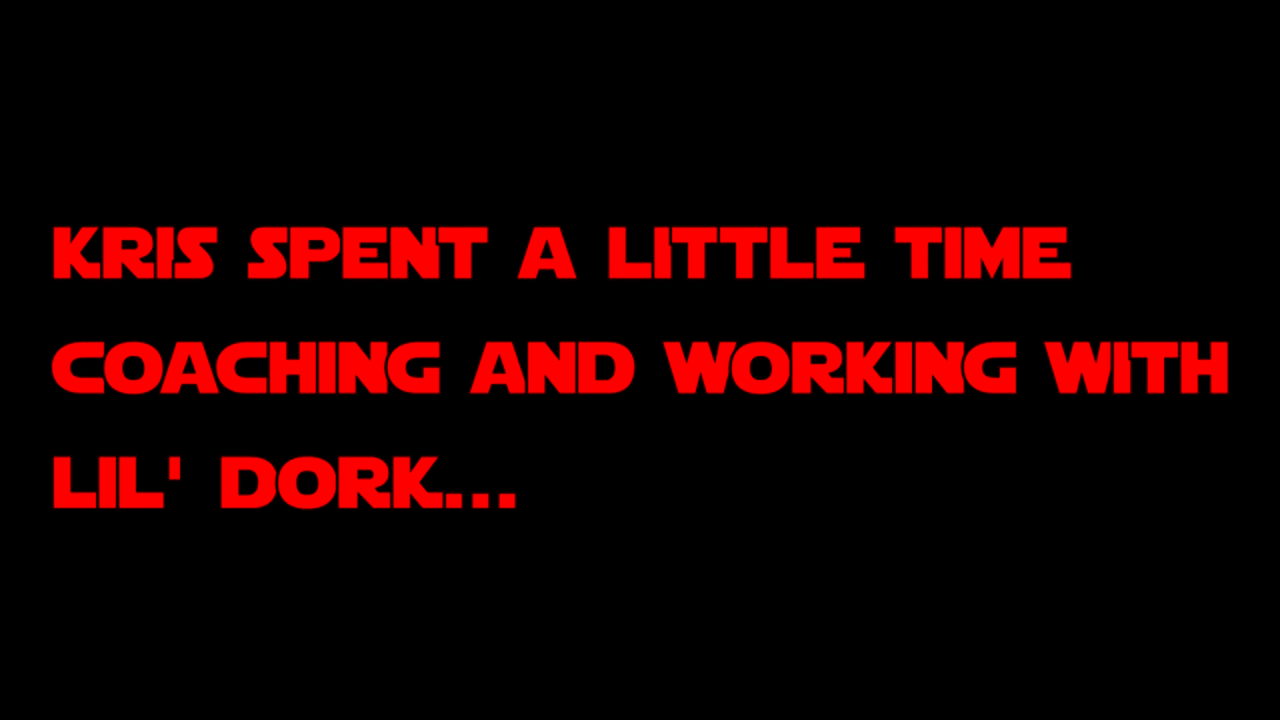 KRIS SPENT A LITTLE TIME
COACHING AND WORKING WITH
LIL' DORK...